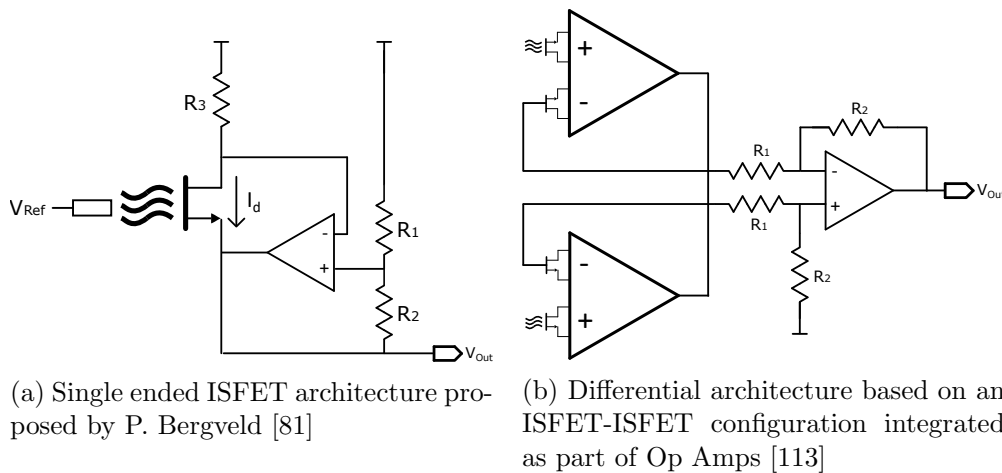 R3
VRef
Id
-
+
R1
R2
VOut
+
-
-
+
R1
R1
R2
-
+
R2
VOut
(a) Single ended ISFET architecture pro-
posed by P. Bergveld [81]
(b) Differential architecture based on an
ISFET-ISFET configuration integrated
as part of Op Amps [113]